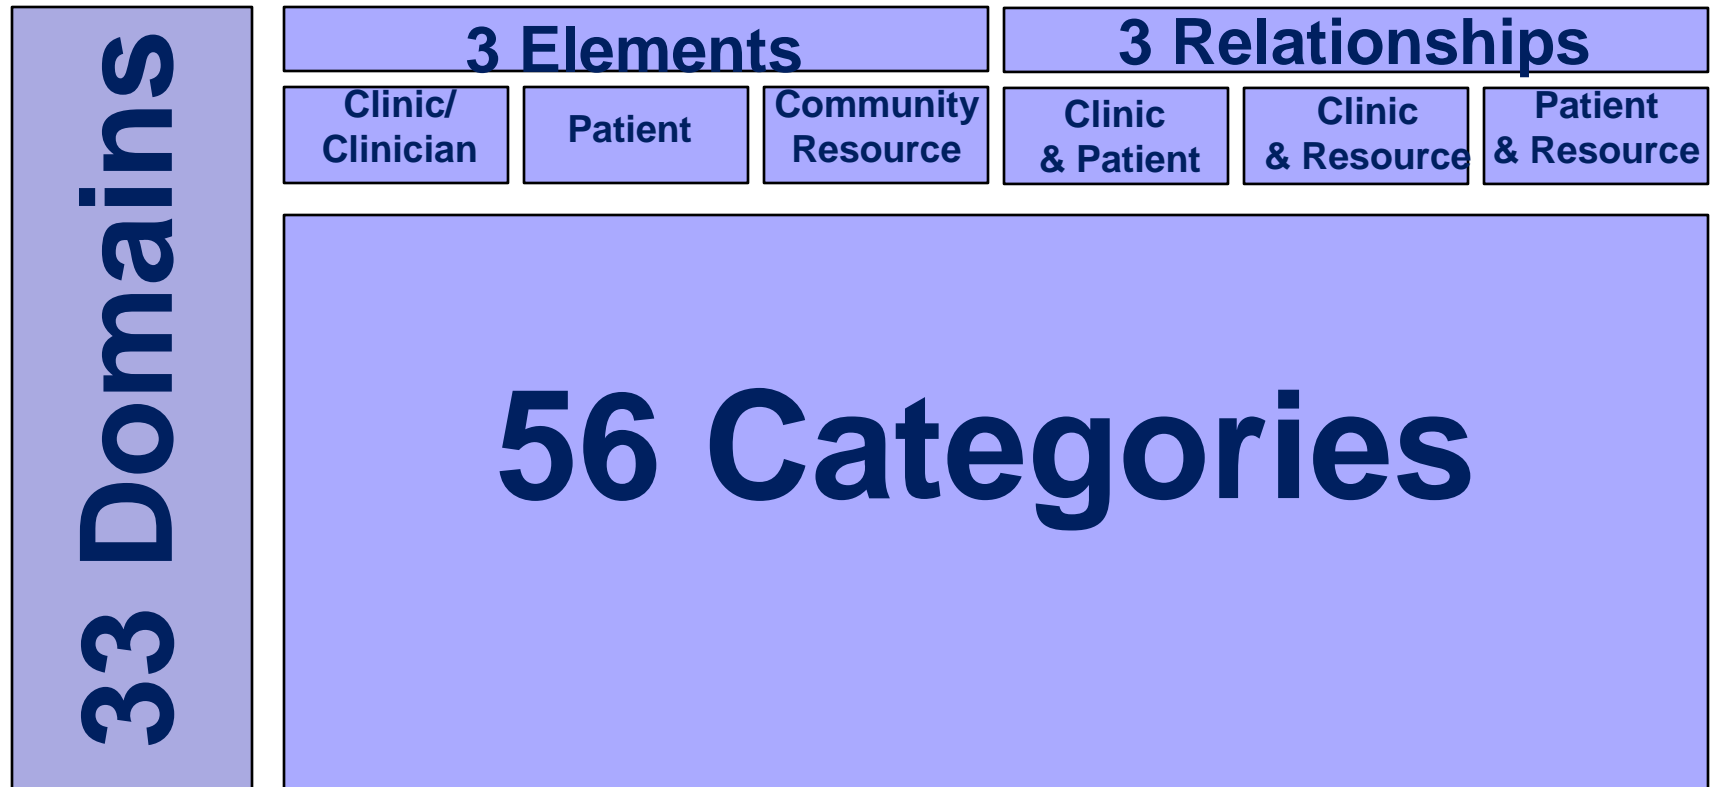 33 Domains
3 Elements
3 Relationships
Clinic/
Clinician
Patient
Community
Resource
Clinic
& Patient
Clinic
& Resource
Patient
& Resource
56 Categories